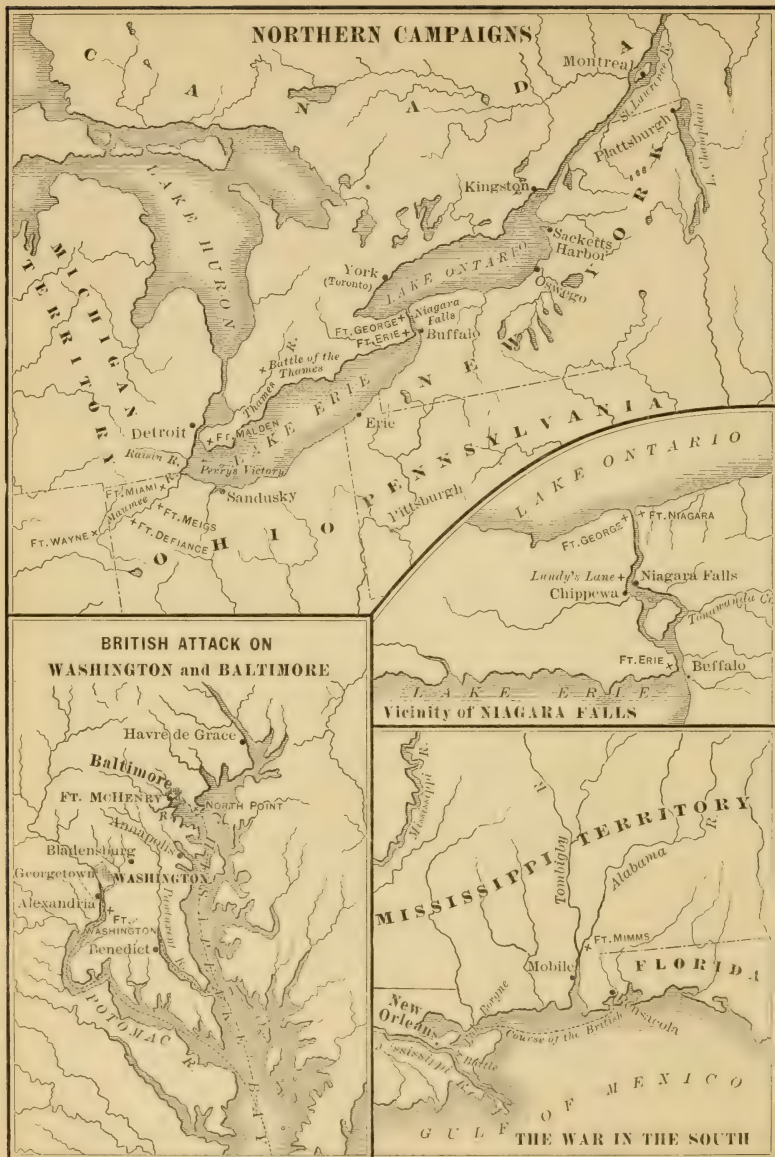 NORTHERN CAMPAIGNS
CANADA
Montreal
St. Lawrence R.
Plattsburgh
L. Champlain
Kingston
LAKE HURON
MICHIGAN
TERRITORY
Sacketts
Harbor
York
(Toronto)
LAKE ONTARIO
Oswego
NEW YORK
FT. GEORGE
Niagara
Falls
FT. ERIE
Buffalo
Battle of the
Thames
Thames R.
LAKE ERIE
Erie
Detroit
FT. MALDEN
Raisin R.
Perrys Victory
FT. MIAMI
Maumee R.
Sandusky
FT. MEIGS
FT. WAYNE
FT. DEFIANCE
OHIO
PENNSYLVANIA
Pittsburgh
LAKE ONTARIO
FT. GEORGE
FT. NIAGARA
Lundy's Lane
Niagara Falls
Chippewa
Tonawanda
FT. ERIE
Buffalo
LAKE ERIE
Vicinity of NIAGARA FALLS
BRITISH ATTACK ON
WASHINGTON and BALTIMORE
Havre de Grace
Baltimore
FT. MCHENRY
NORTH POINT
Annapolis
Bladensburg
Georgetown
WASHINGTON
Alexandria
FT.
WASHINGTON
Benedict
R.
POTOMAC R.
BAY
Mississippi R.
MISSISSIPPI TERRITORY
Tombigby
R.
Alabama
R.
FT. MIMMS
Mobile
FLORIDA
New
Orleans
Borgne
Course of the British
Pensacola
Battle
Mississippi R.
GULF OF MEXICO
THE WAR IN THE SOUTH